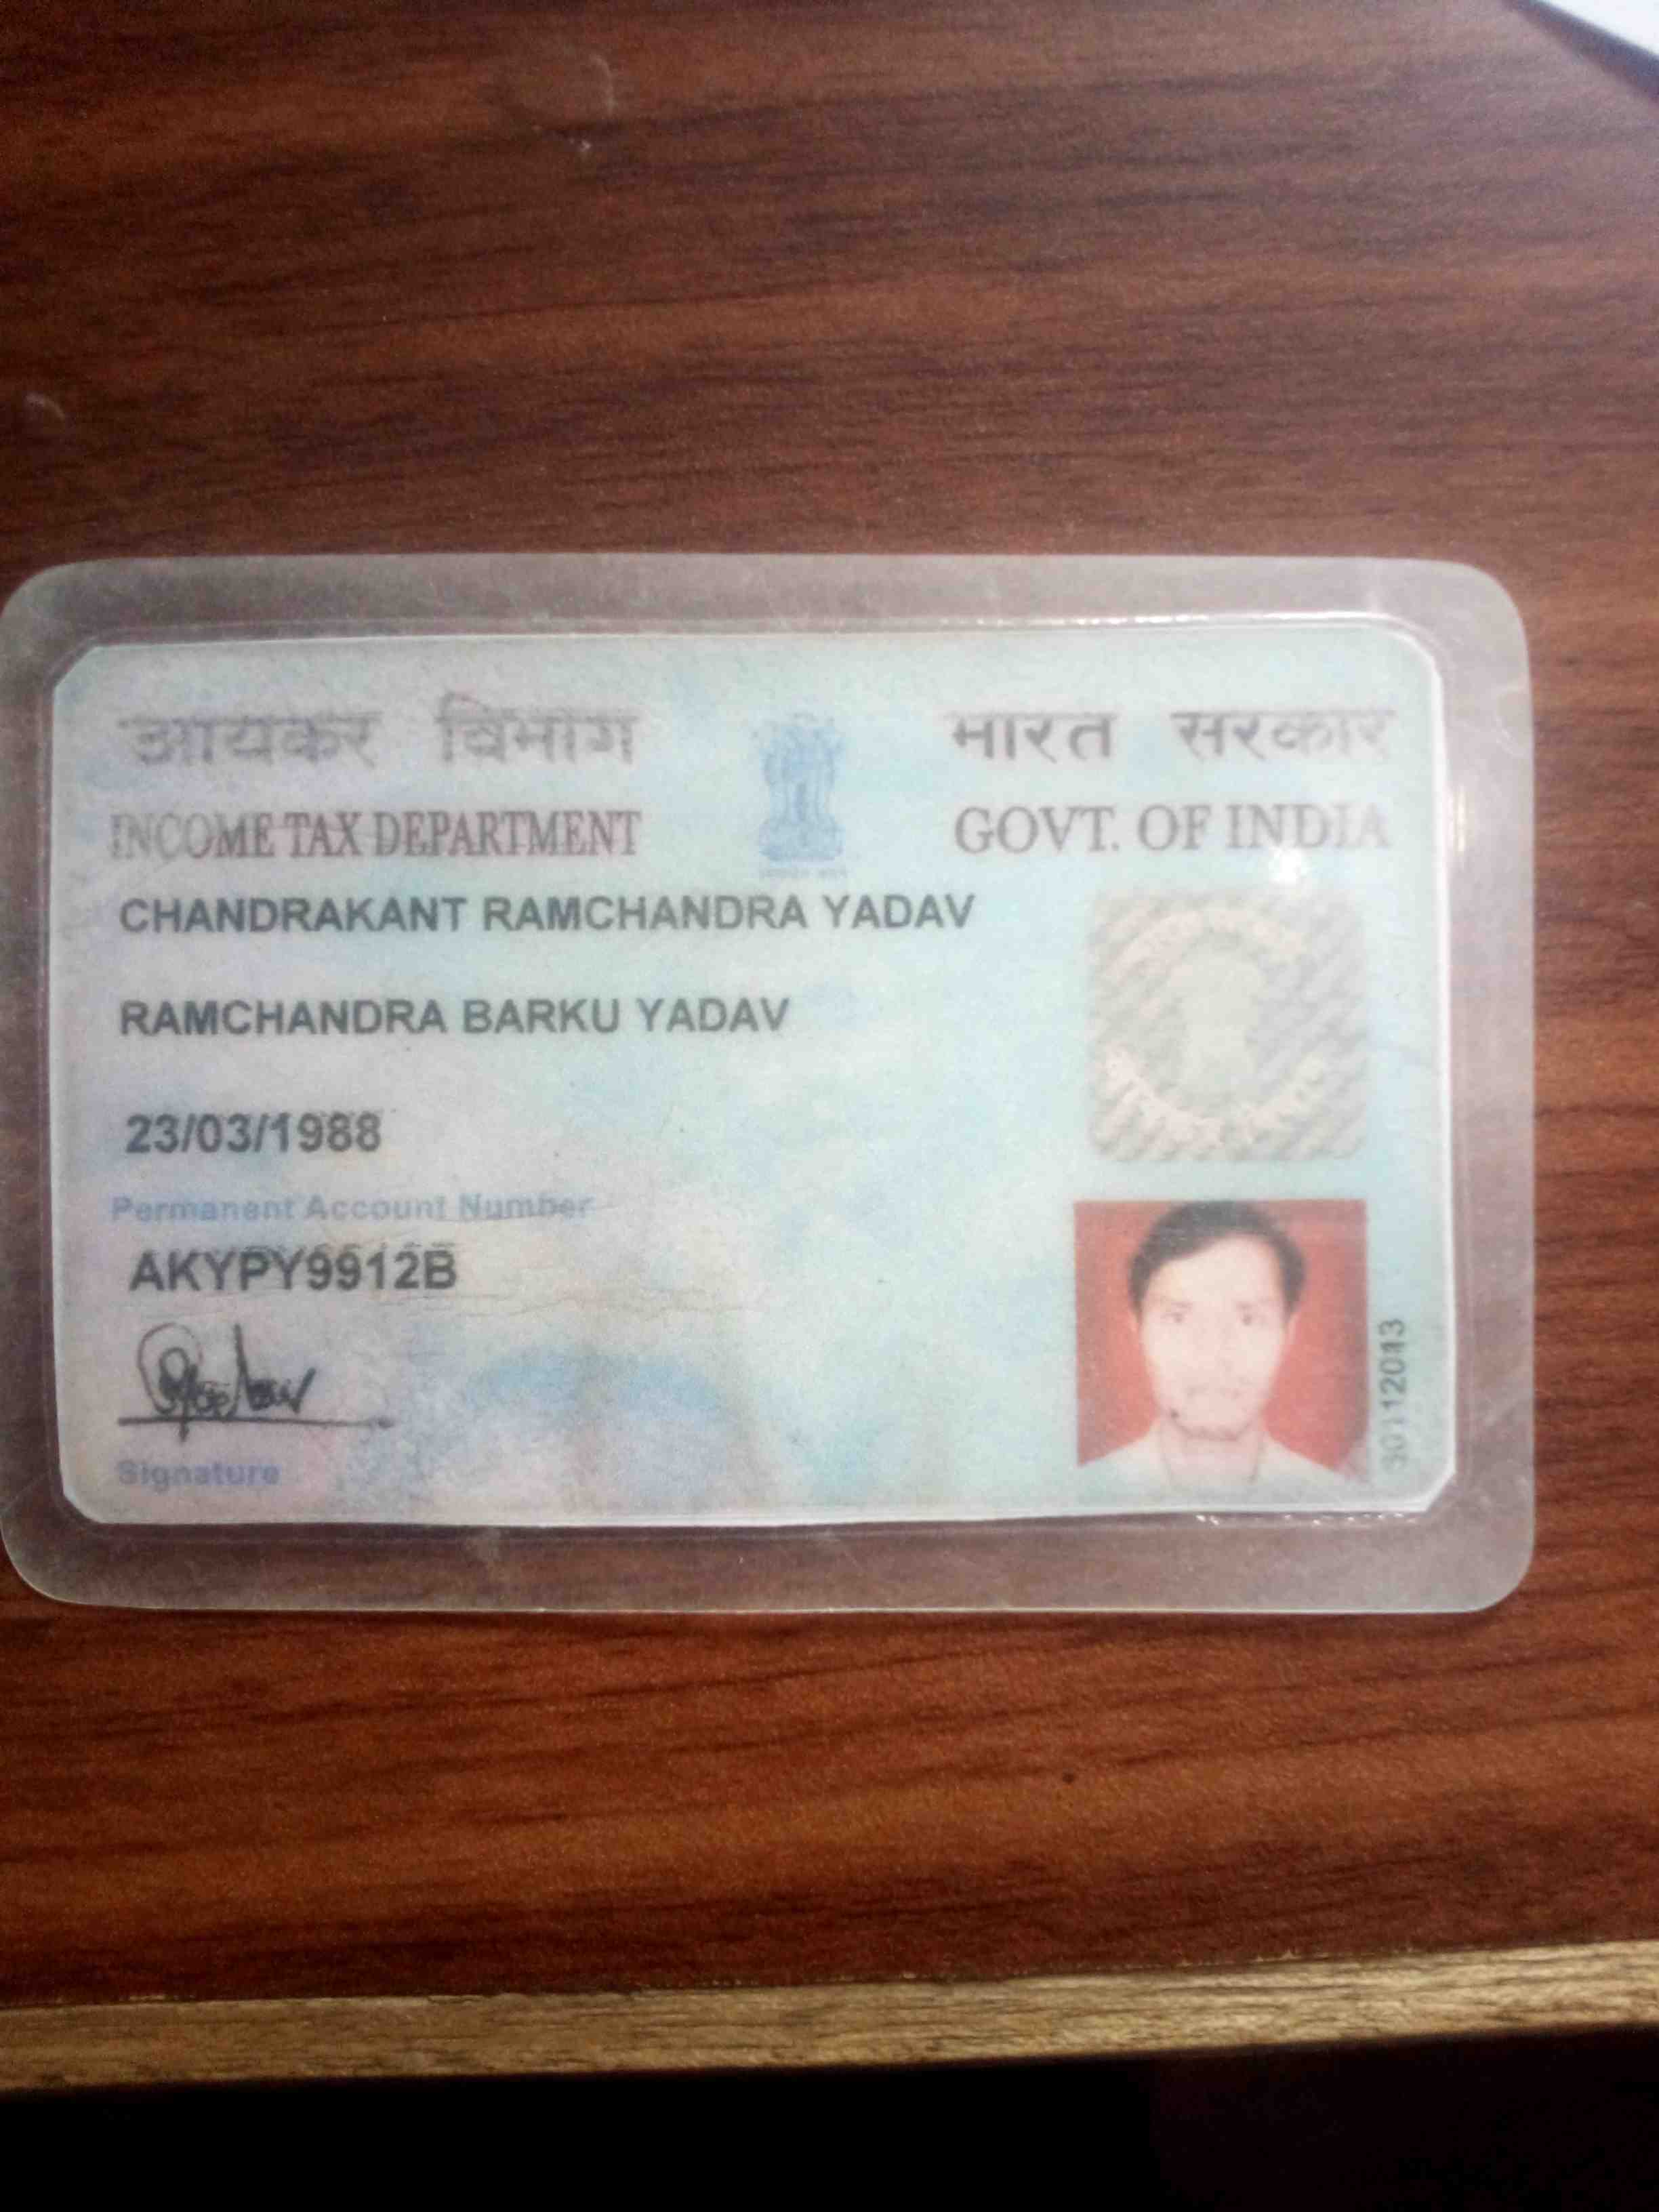 आयकर विभाग भारत सरकार
INCOME TAX DEPARTMENT GOVT. OF INDIA
CHANDRAKANT RAMCHANDRA YADAV
RAMCHANDRA BARKU YADAV
23/03/1988
Permanent Account Number
AKYPY9912B
Signature